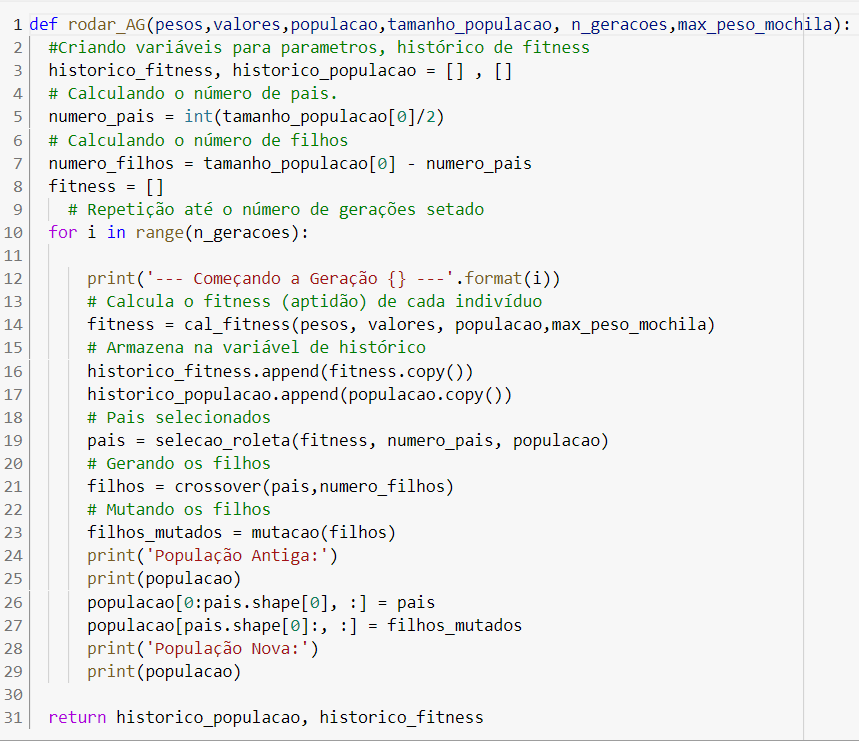 1 def rodar_AG(pesos,valores,populacao,tamanho_populacao, n_geracoes,max_peso_mochila):
2 #Criando variáveis para parametros, histórico de fitness
3 historico_fitness, historico_populacao = [] , []
4 # Calculando o número de pais.
5 numero_pais = int(tamanho_populacao[0]/2)
6 # Calculando o número de filhos
7 numero_filhos = tamanho_populacao[0] - numero_pais
8 fitness = []
9 # Repetição até o número de gerações setado
10 for i in range(n_geracoes):
11
12 print('--- Começando a Geração {} ---'.format(i))
13 # Calcula o fitness (aptidão) de cada indivíduo
14 fitness = cal_fitness(pesos, valores, populacao,max_peso_mochila)
15 # Armazena na variável de histórico
16 historico_fitness.append(fitness.copy())
17 historico_populacao.append(populacao.copy())
18 # Pais selecionados
19 pais = selecao_roleta(fitness, numero_pais, populacao)
20 # Gerando os filhos
21 filhos = crossover(pais,numero_filhos)
22 # Mutando os filhos
23 filhos_mutados = mutacao(filhos)
24 print('População Antiga:')
25 print(populacao)
26 populacao[0:pais.shape[0], :] = pais
27 populacao[pais.shape[0]:, :] = filhos_mutados
28 print('População Nova:')
29 print(populacao)
30
31 return historico_populacao, historico_fitness